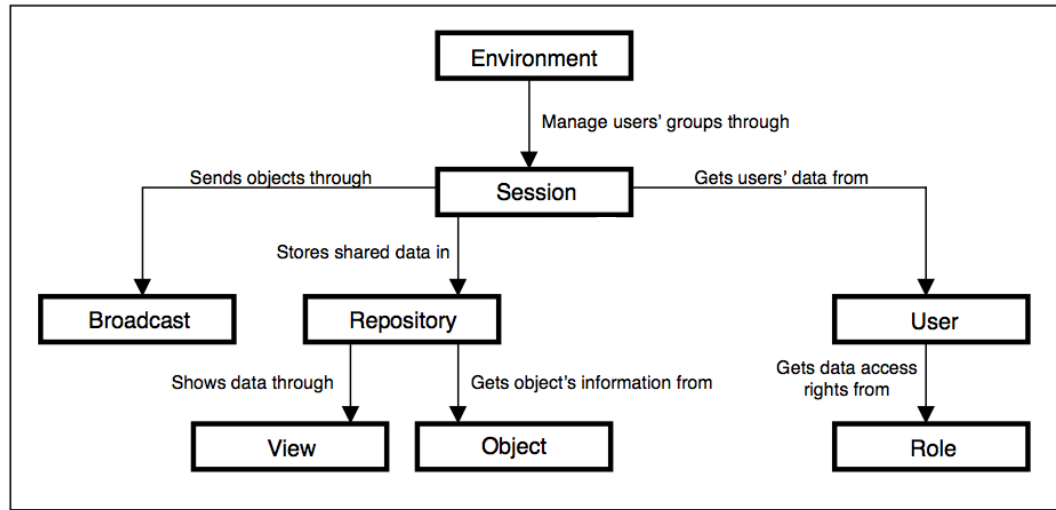 Environment
Manage users' groups through
Sends objects through
Session
Gets users' data from
Stores shared data in
Broadcast
Repository
User
Shows data through
Gets object's information from
Gets data access
rights from
View
Object
Role